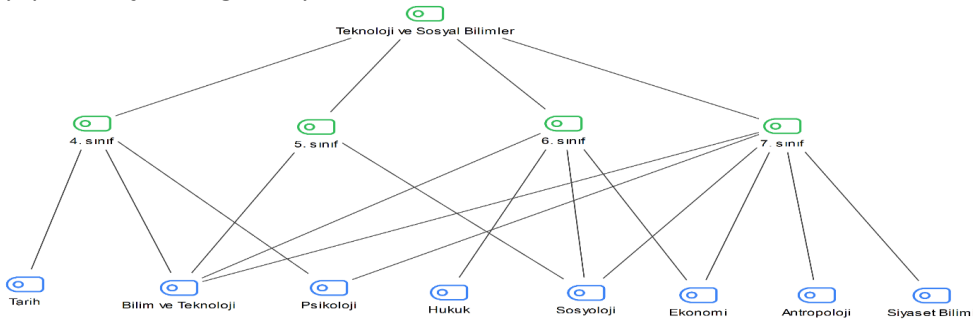 Teknoloji ve Sosyal Bilimler
4. sınıf
5. sınıf
6. sınıf
7. sınıf
Tarih
Bilim ve Teknoloji
Psikoloji
Hukuk
Sosyoloji
Ekonomi
Antropoloji
Siyaset Bilim